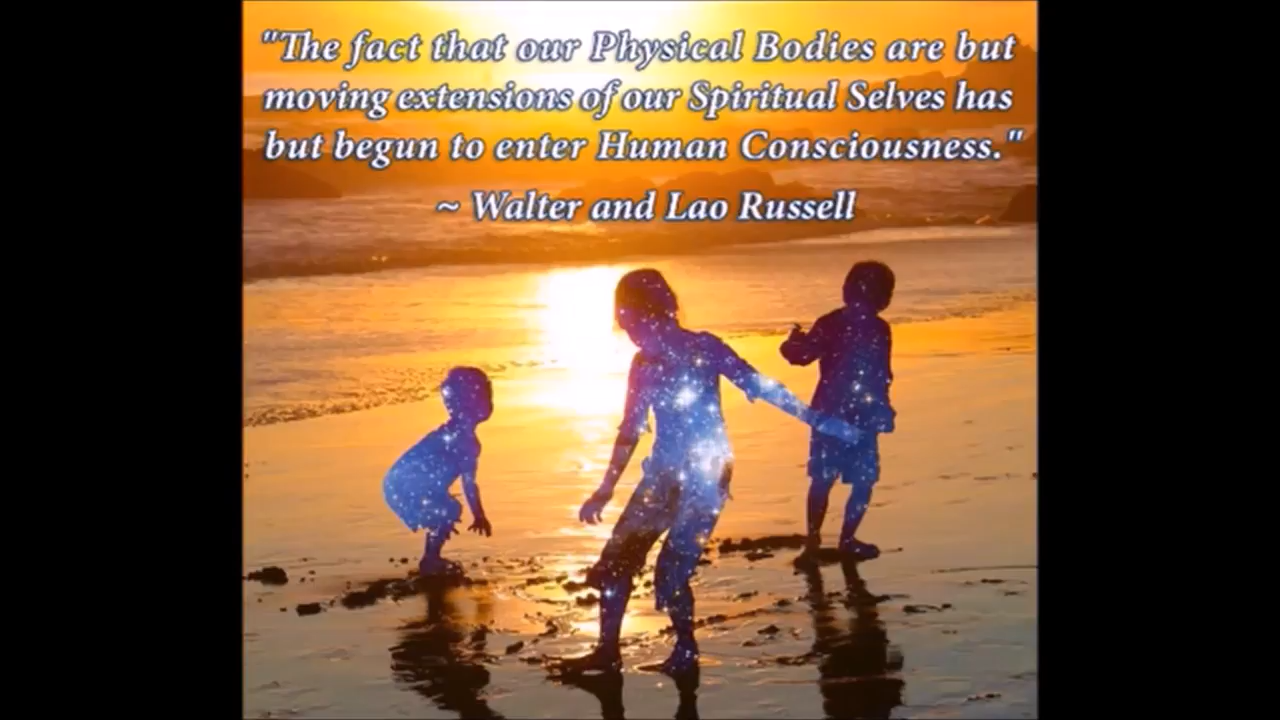 "The fact that our Physical Bodies are but
moving extensions of our Spiritual Selves has
but begun to enter Human Consciousness."
~ Walter and Lao Russell